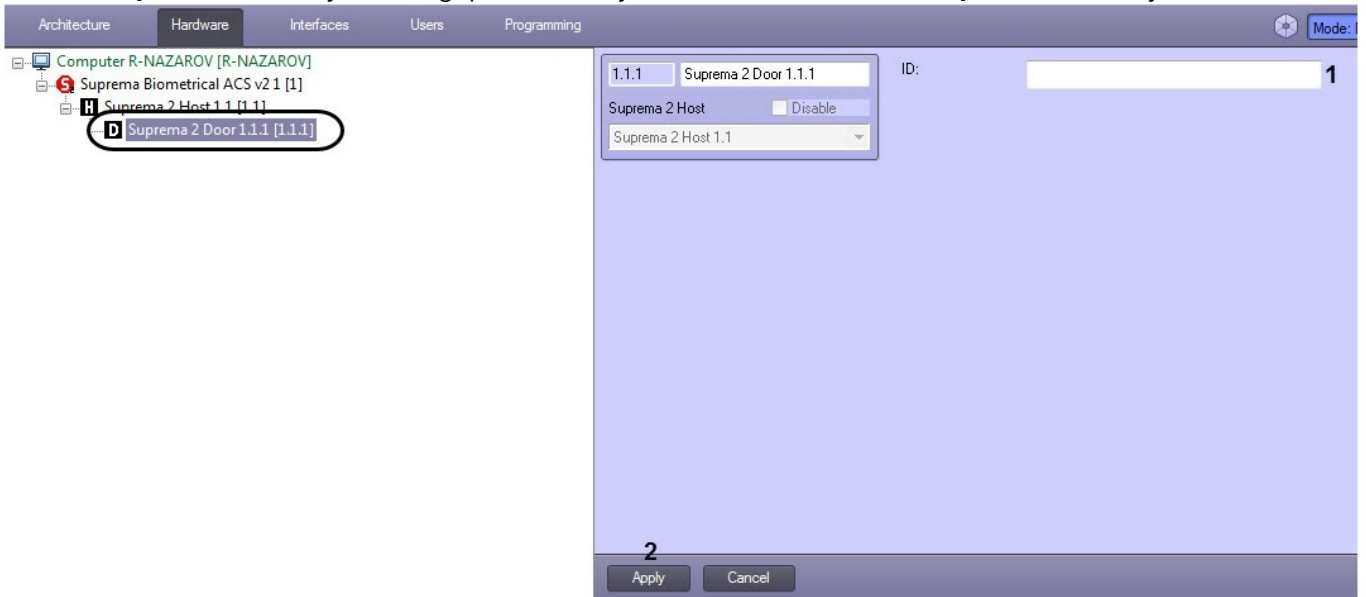 Architecture Hardware Interfaces Users Programming Mode:
Computer R-NAZAROV [R-NAZAROV]
Suprema Biometrical ACS v2 1 [1]
Suprema 2 Host 1.1 [1.1]
D Suprema 2 Door 1.1.1 [1.1.1]
1.1.1 Suprema 2 Door 1.1.1
Suprema 2 Host Disable
Suprema 2 Host 1.1
ID: 1
2
Apply Cancel